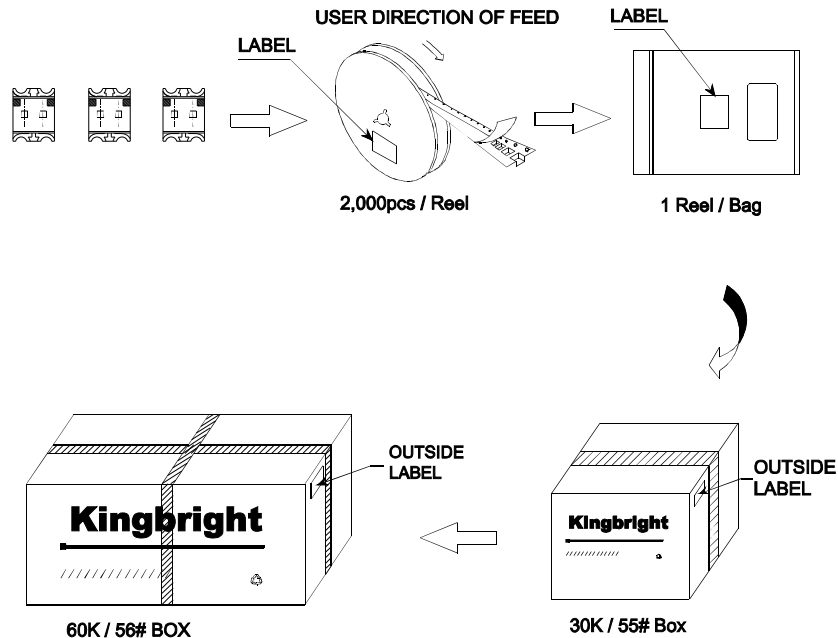 USER DIRECTION OF FEED
LABEL
LABEL
2,000pcs / Reel
1 Reel / Bag
OUTSIDE
LABEL
OUTSIDE
LABEL
Kingbright
Kingbright
60K / 56# BOX
30K / 55# Box